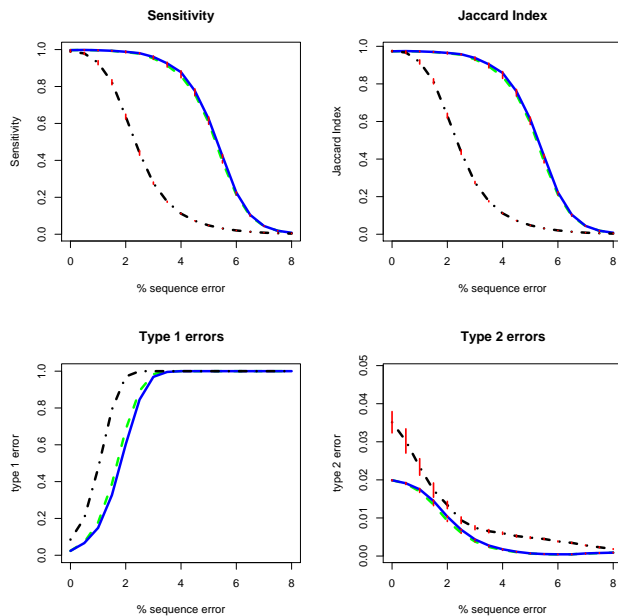 Sensitivity
Sensitivity
1.0
0.8
0.6
0.4
0.2
0.0
0 2 4 6 8
% sequence error
Jaccard Index
Jaccard Index
1.0
0.8
0.6
0.4
0.2
0.0
0 2 4 6 8
% sequence error
Type 1 errors
type 1 error
1.0
0.8
0.6
0.4
0.2
0.0
0 2 4 6 8
% sequence error
Type 2 errors
type 2 error
0.05
0.04
0.03
0.02
0.01
0.00
0 2 4 6 8
% sequence error